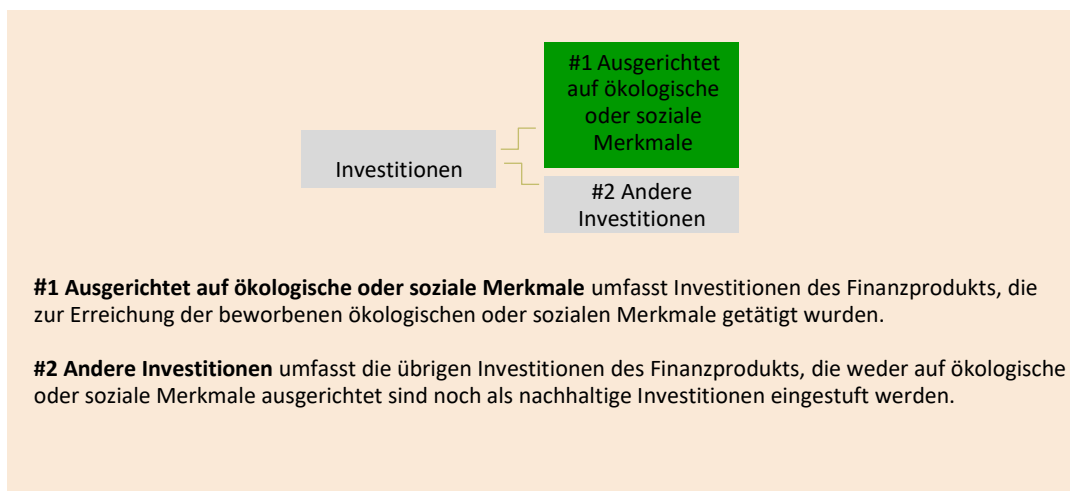 #1 Ausgerichtet
auf ökologische
oder soziale
Merkmale
Investitionen
#2 Andere
Investitionen
#1 Ausgerichtet auf ökologische oder soziale Merkmale umfasst Investitionen des Finanzprodukts, die
zur Erreichung der beworbenen ökologischen oder sozialen Merkmale getätigt wurden.
#2 Andere Investitionen umfasst die übrigen Investitionen des Finanzprodukts, die weder auf ökologische
oder soziale Merkmale ausgerichtet sind noch als nachhaltige Investitionen eingestuft werden.